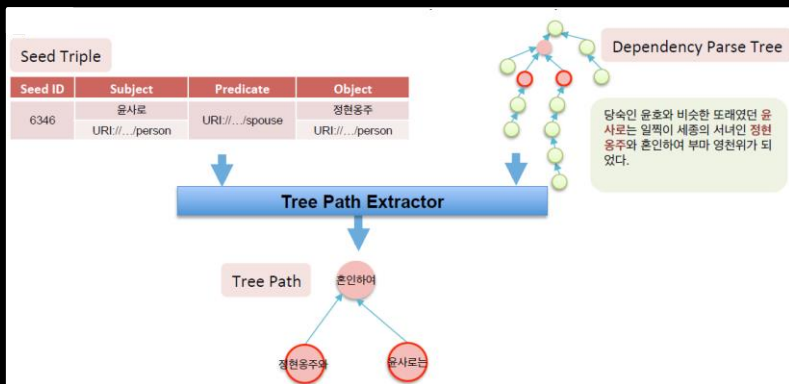 Seed Triple
Dependency Parse Tree
Seed ID Subject Predicate Object
6346 윤사로 URI://.../spouse 정현옹주
URI://.../person URI://.../person
당숙인 윤호와 비슷한 또래였던 윤
사로는 일찍이 세종의 서녀인 정현
옹주와 혼인하여 부마 영천위가 되
었다.
Tree Path Extractor
Tree Path
혼인하여
정현옹주와
윤사로는